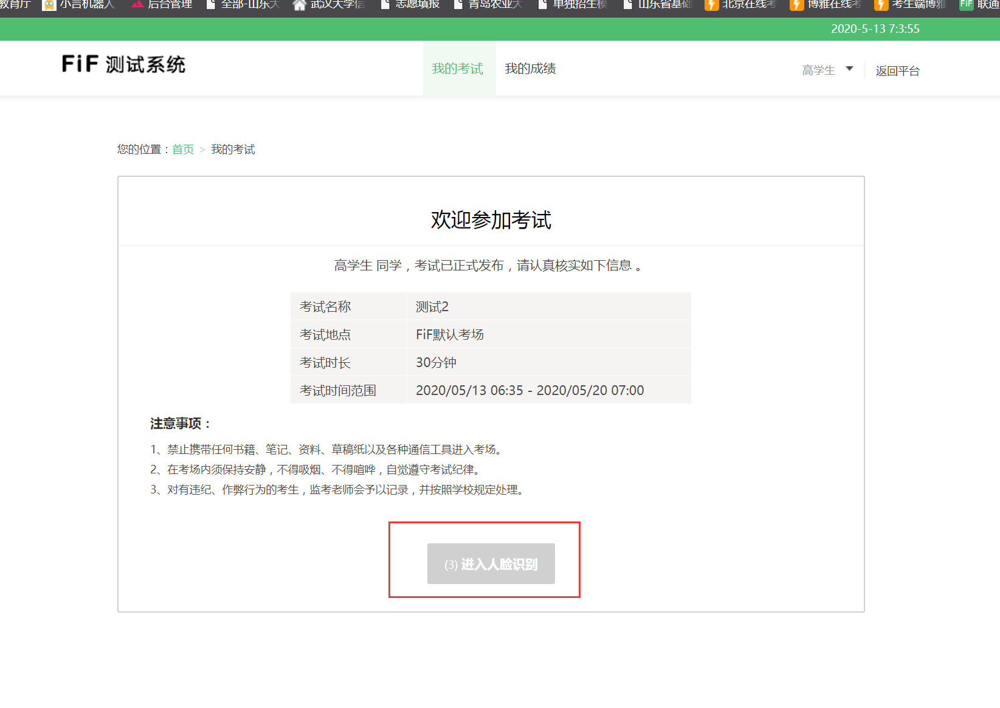 教育厅 小言机器人 后台管理 全部-山东大 武汉大学信 志愿填报 青岛农业大 单独招生模 山东省基础 北京在线考 博雅在线考 考生端博雅 FiF 联通
2020-5-13 7:3:55
FiF 测试系统 我的考试 我的成绩 高学生 返回平台
您的位置：首页 > 我的考试
欢迎参加考试
高学生 同学，考试已正式发布，请认真核实如下信息 。
考试名称 测试2
考试地点 FiF默认考场
考试时长 30分钟
考试时间范围 2020/05/13 06:35 - 2020/05/20 07:00
注意事项：
1、禁止携带任何书籍、笔记、资料、草稿纸以及各种通信工具进入考场。
2、在考场内须保持安静，不得吸烟、不得喧哗，自觉遵守考试纪律。
3、对有违纪、作弊行为的考生，监考老师会予以记录，并按照学校规定处理。
(3) 进入人脸识别